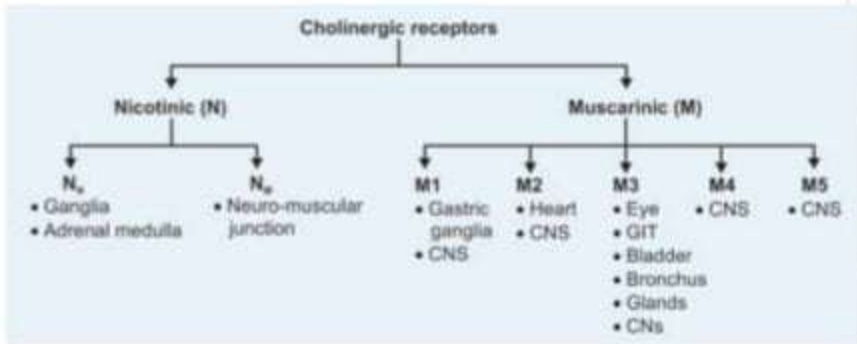 Cholinergic receptors
Nicotinic (N)
Muscarinic (M)
• Ganglia
• Adrenal medulla
• Neuro-muscular
junction
M1
• Gastric
ganglia
• CNS
M2
• Heart
• CNS
M3
• Eye
• GIT
• Bladder
• Bronchus
• Glands
• CNs
M4
• CNS
M5
• CNS